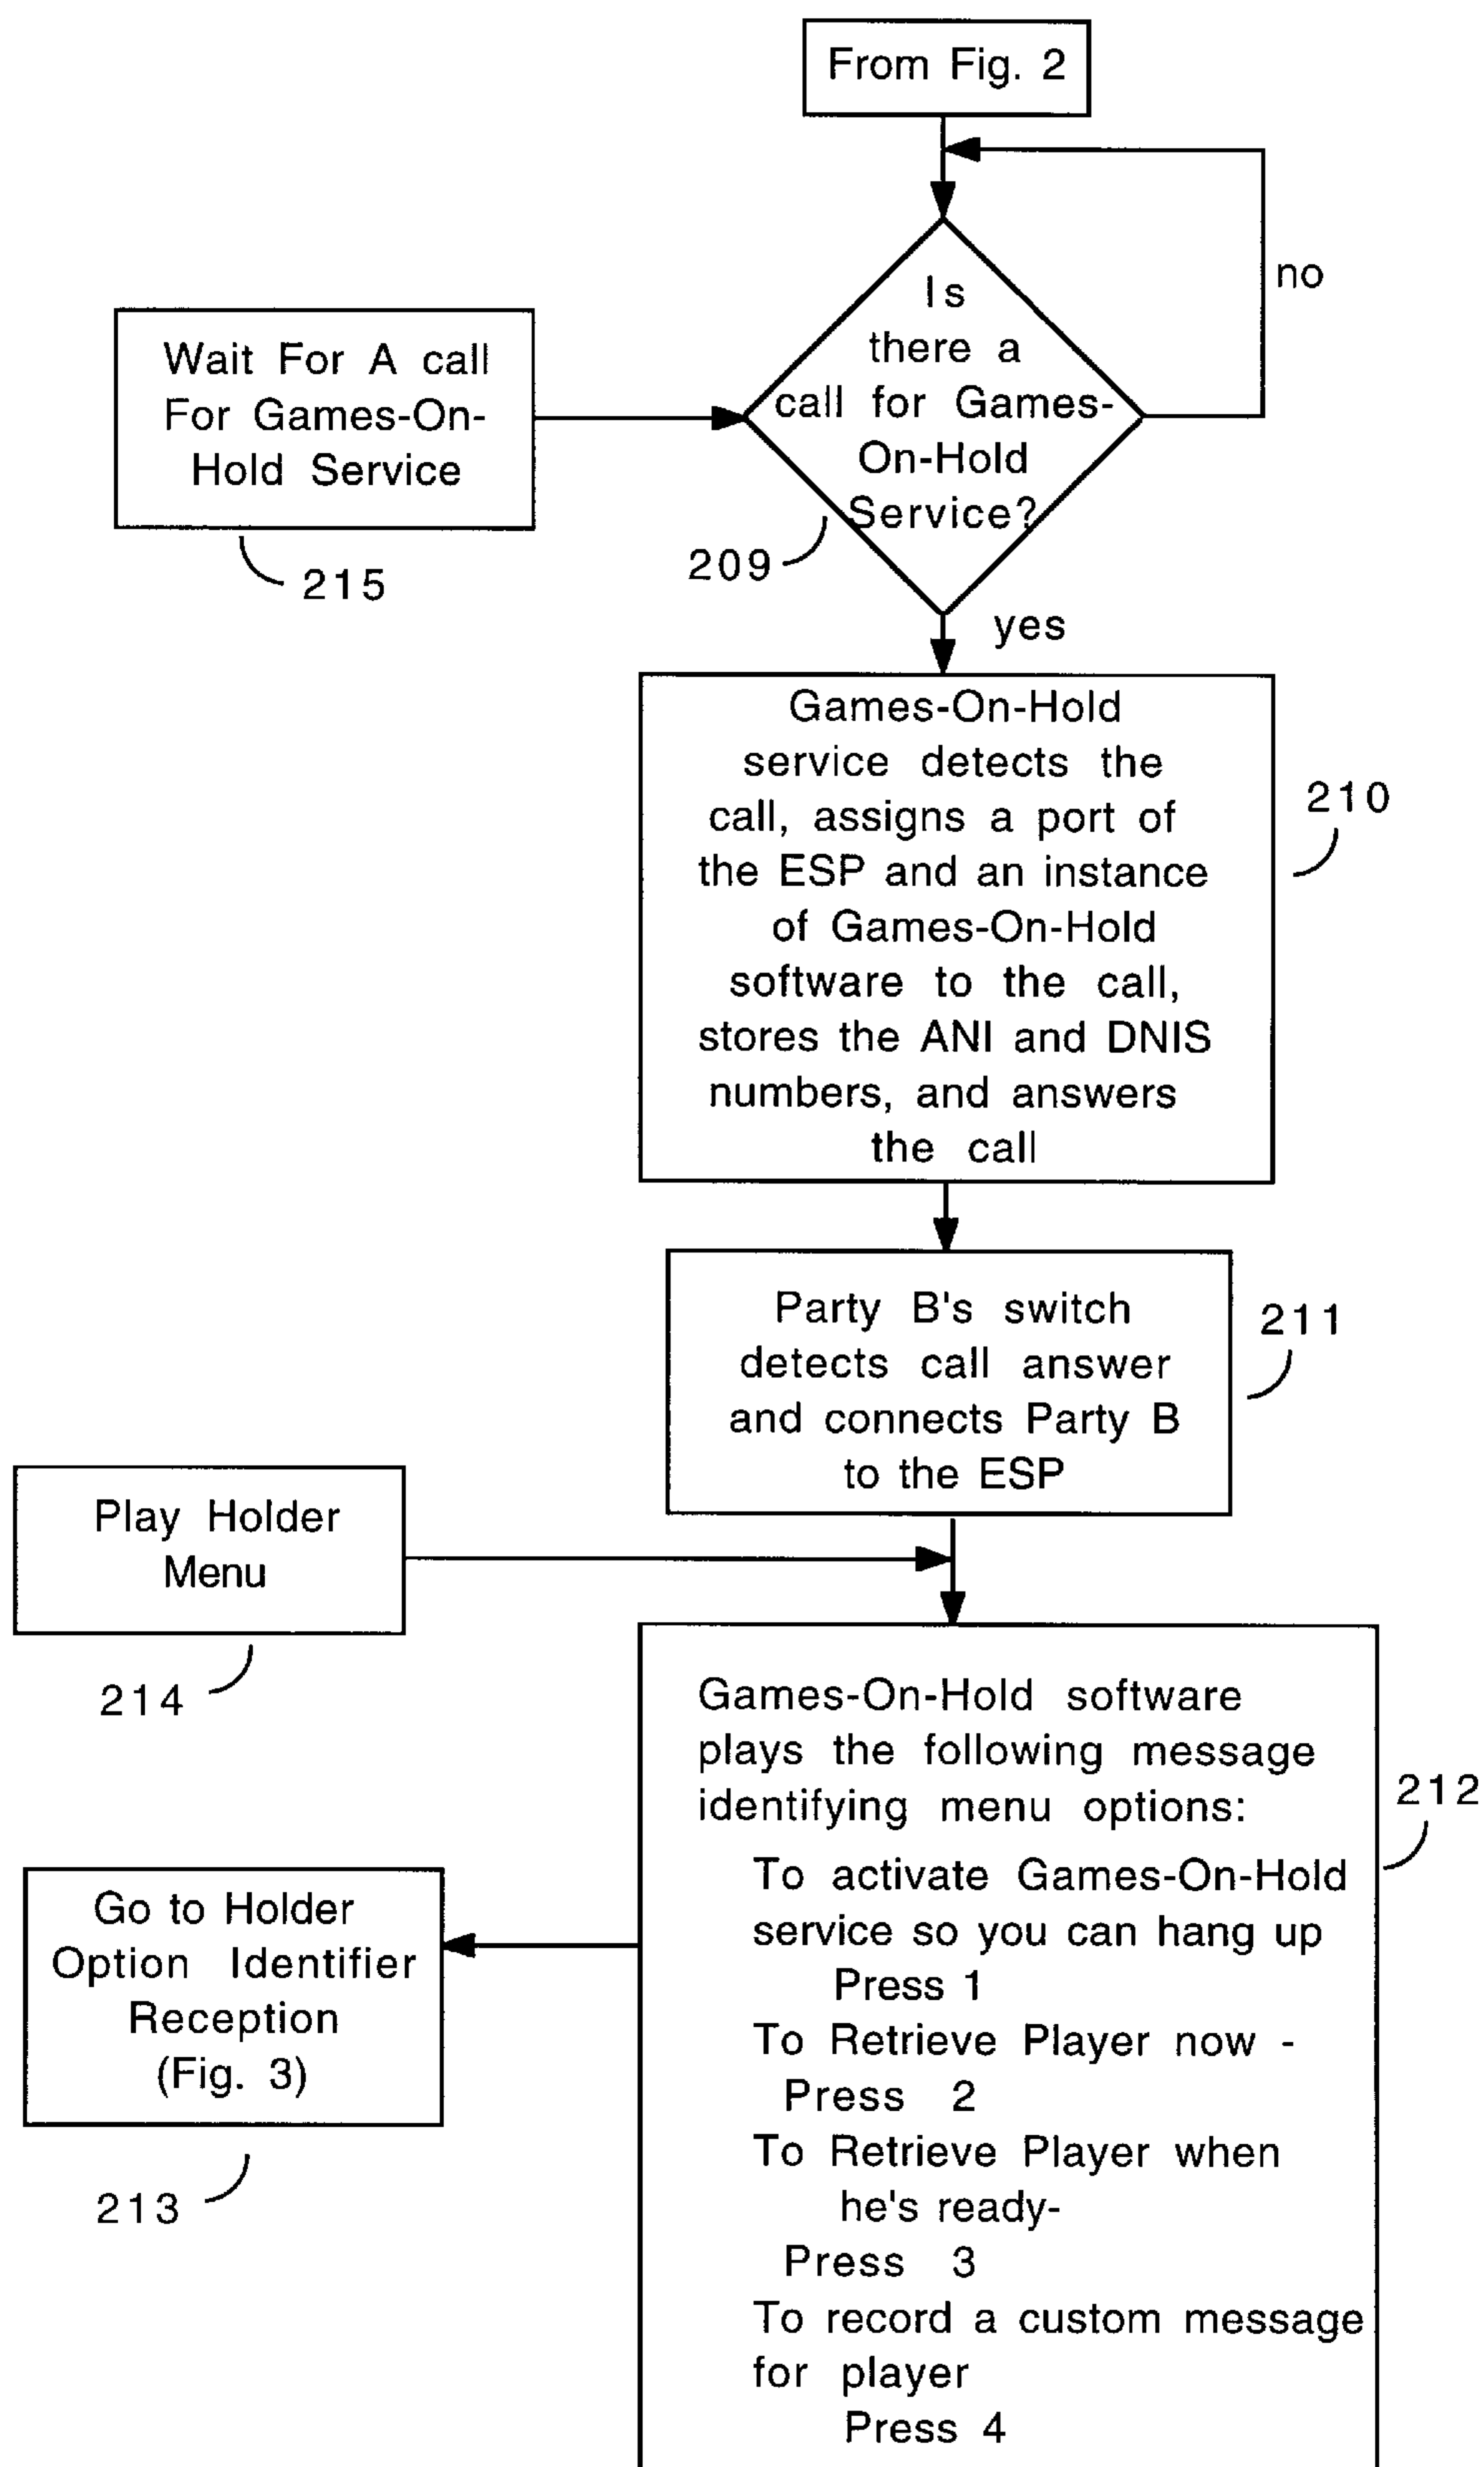 From Fig. 2
Is
there a
call for Games-
On-Hold
Service?
no
Wait For A call
For Games-On-
Hold Service
215
209
yes
Games-On-Hold
service detects the
call, assigns a port of
the ESP and an instance
of Games-On-Hold
software to the call,
stores the ANI and DNIS
numbers, and answers
the call
210
Party B's switch
detects call answer
and connects Party B
to the ESP
211
Play Holder
Menu
214
Games-On-Hold software
plays the following message
identifying menu options:
To activate Games-On-Hold
service so you can hang up
Press 1
To Retrieve Player now -
Press 2
To Retrieve Player when
he's ready-
Press 3
To record a custom message
for player
Press 4
212
Go to Holder
Option Identifier
Reception
(Fig. 3)
213